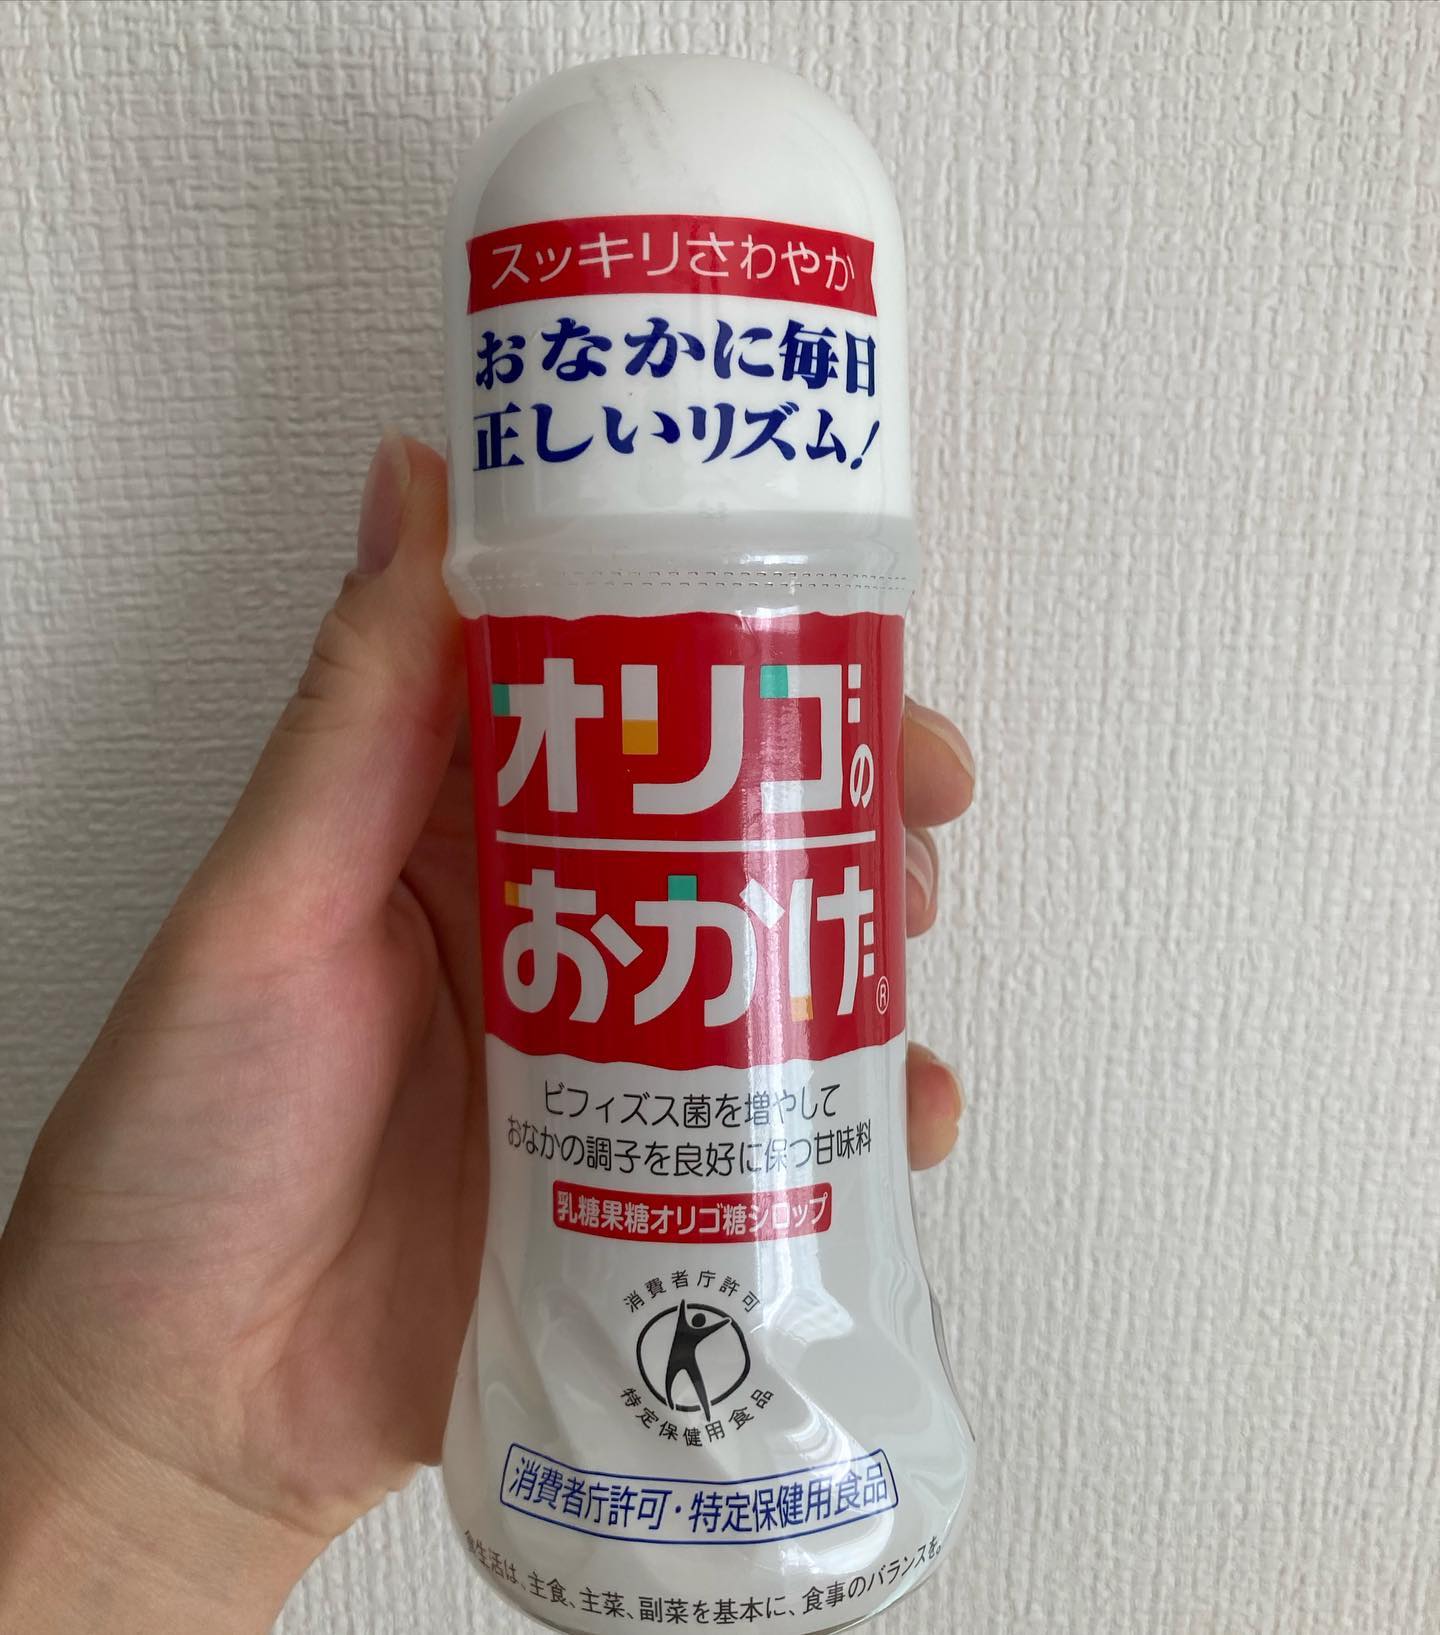 スッキリさわやか
おなかに毎日
正しいリズム!
オリゴの
おかげ®
ビフィズス菌を増やして
おなかの調子を良好に保つ甘味料
乳糖果糖オリゴ糖シロップ
消費者庁許可
特定保健用食品
消費者庁許可・特定保健用食品
食生活は、主食、主菜、副菜を基本に、食事のバランスを。